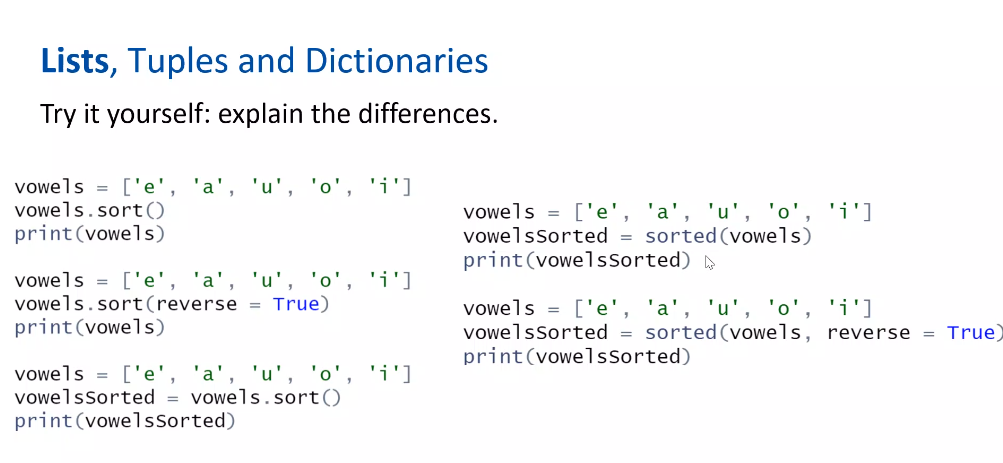 Lists, Tuples and Dictionaries
Try it yourself: explain the differences.
vowels = ['e', 'a', 'u', 'o', 'i']
vowels.sort()
print(vowels)
vowels = ['e', 'a', 'u', 'o', 'i']
vowels.sort(reverse = True)
print(vowels)
vowels = ['e', 'a', 'u', 'o', 'i']
vowelsSorted = vowels.sort()
print(vowelsSorted)
vowels = ['e', 'a', 'u', 'o', 'i']
vowelsSorted = sorted(vowels)
print(vowelsSorted)
vowels = ['e', 'a', 'u', 'o', 'i']
vowelsSorted = sorted(vowels, reverse = True)
print(vowelsSorted)